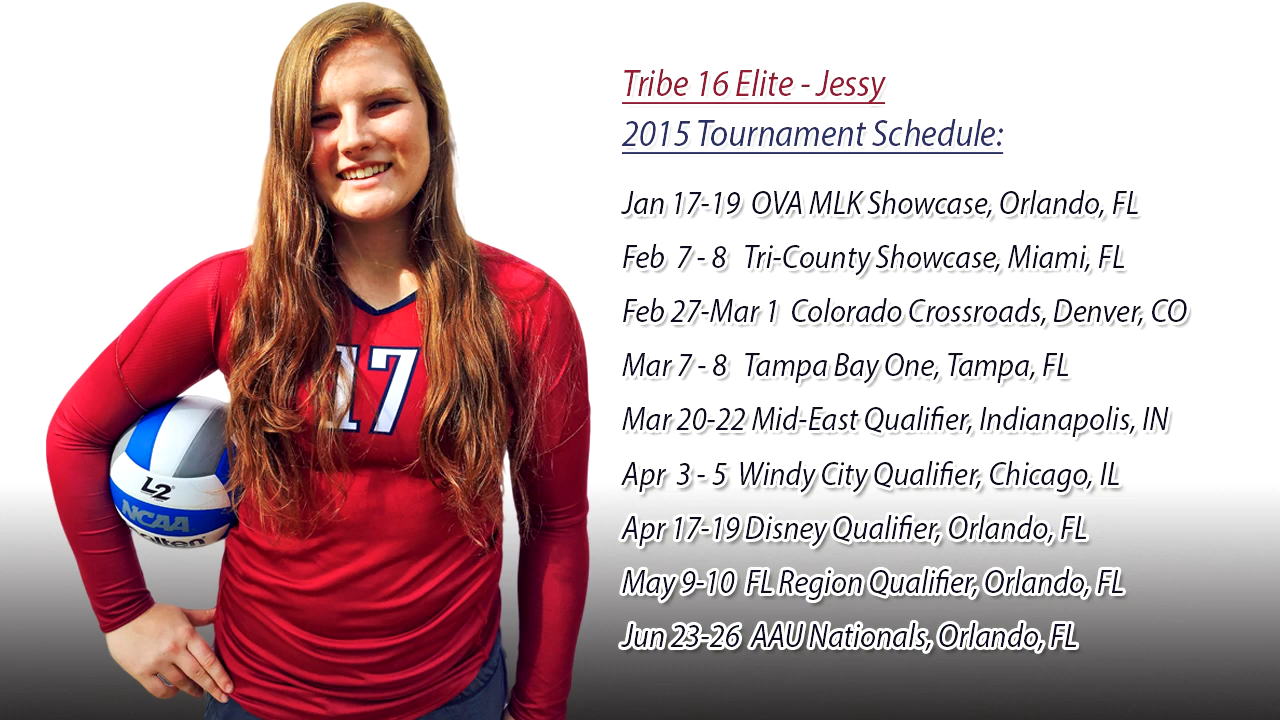 Tribe 16 Elite - Jessy
2015 Tournament Schedule:
Jan 17-19 OVA MLK Showcase, Orlando, FL
Feb 7 - 8 Tri-County Showcase, Miami, FL
Feb 27-Mar 1 Colorado Crossroads, Denver, CO
Mar 7 - 8 Tampa Bay One, Tampa, FL
Mar 20-22 Mid-East Qualifier, Indianapolis, IN
Apr 3 - 5 Windy City Qualifier, Chicago, IL
Apr 17-19 Disney Qualifier, Orlando, FL
May 9-10 FL Region Qualifier, Orlando, FL
Jun 23-26 AAU Nationals, Orlando, FL
17
L2
NCAA